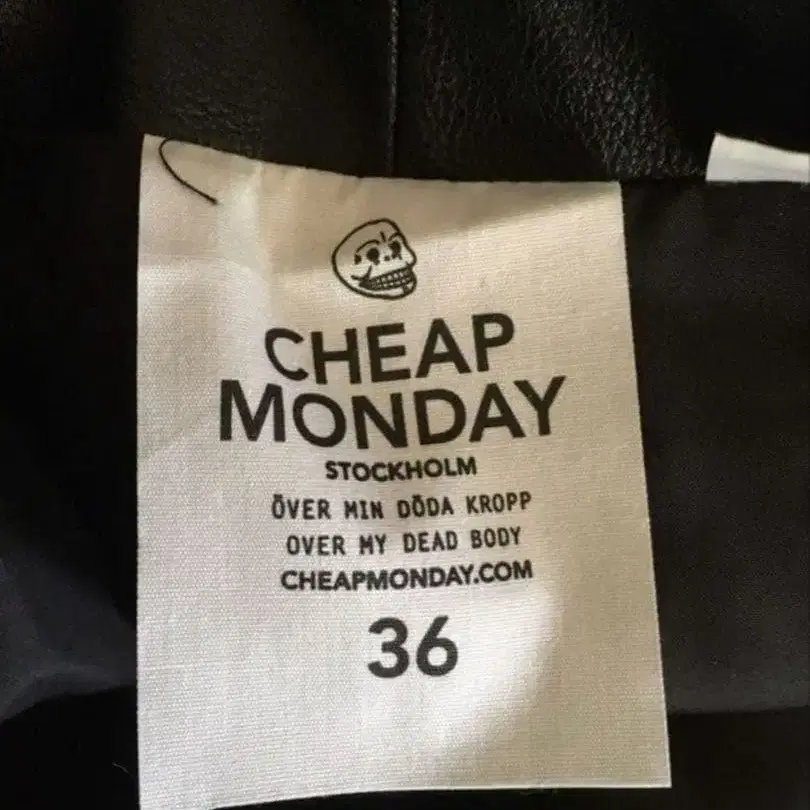 CHEAP
MONDAY
STOCKHOLM
ÖVER MIN DÖDA KROPP
OVER MY DEAD BODY
CHEAPMONDAY.COM
36